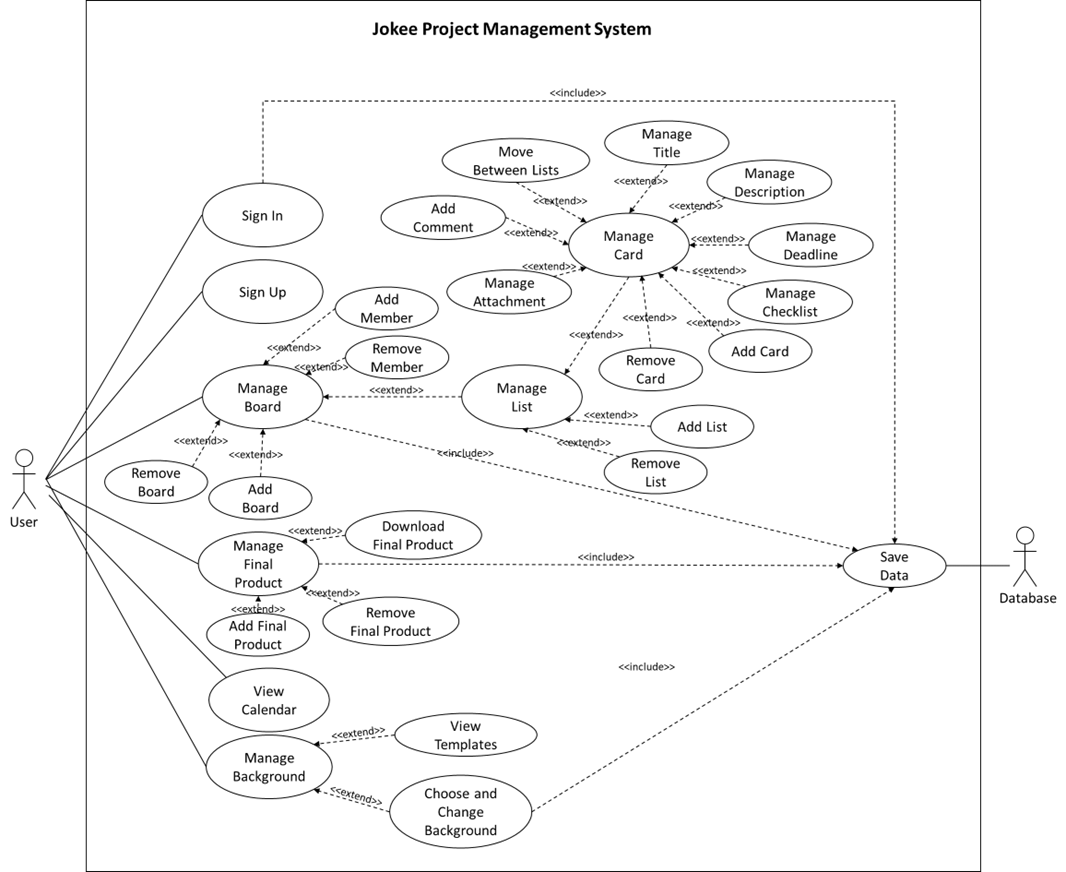 Jokee Project Management System
<<include>>
Manage
Title
Move
Between Lists
<<extend>>
Manage
Description
<<extend>>
<<extend>>
Sign In
Add
Comment
<<extend>>
Manage
Card
<<extend>>
Manage
Deadline
<<extend>>
<<extend>>
Manage
Attachment
Sign Up
Manage
Checklist
Add
Member
<<extend>>
<<extend>>
<<extend>>
<<extend>>
Remove
Member
<<extend>>
Add Card
Remove
Card
Manage
Board
<<extend>>
Manage
List
<<extend>>
Add List
<<extend>>
<<extend>>
<<extend>>
<<include>>
Remove
Board
Add
Board
Remove
List
User
<<extend>>
Download
Final Product
Manage
Final
Product
<<include>>
Save
Data
Database
<<extend>>
<<extend>>
Add Final
Product
Remove
Final Product
<<include>>
View
Calendar
<<extend>>
View
Templates
Manage
Background
<<extend>>
Choose and
Change
Background